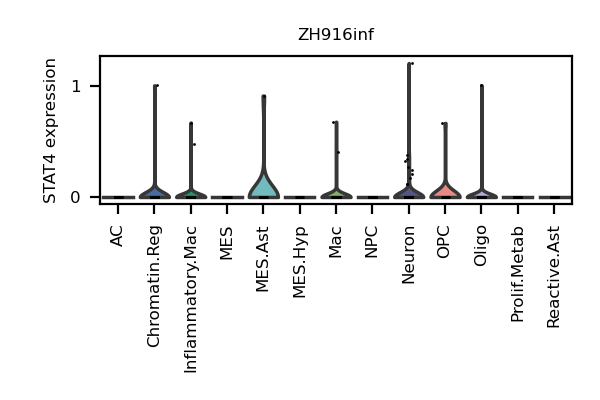 ZH916inf
STAT4 expression
1
0
AC
Chromatin.Reg
Inflammatory.Mac
MES
MES.Ast
MES.Hyp
Mac
NPC
Neuron
OPC
Oligo
Prolif.Metab
Reactive.Ast